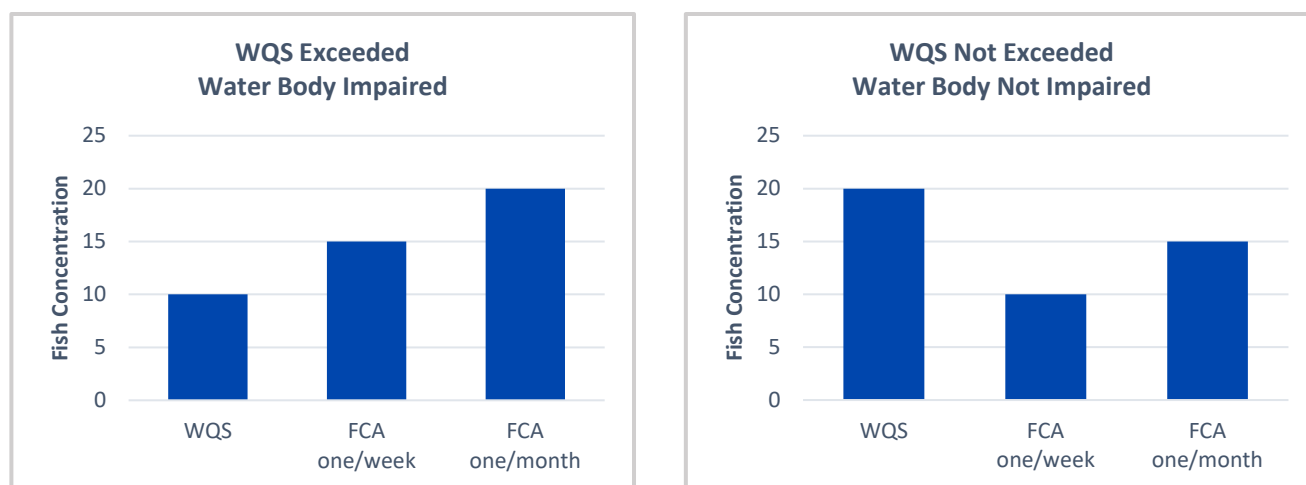 WQS Exceeded
Water Body Impaired
25
20
15
10
5
0
Fish Concentration
WQS
FCA
one/week
FCA
one/month
WQS Not Exceeded
Water Body Not Impaired
25
20
15
10
5
0
Fish Concentration
WQS
FCA
one/week
FCA
one/month